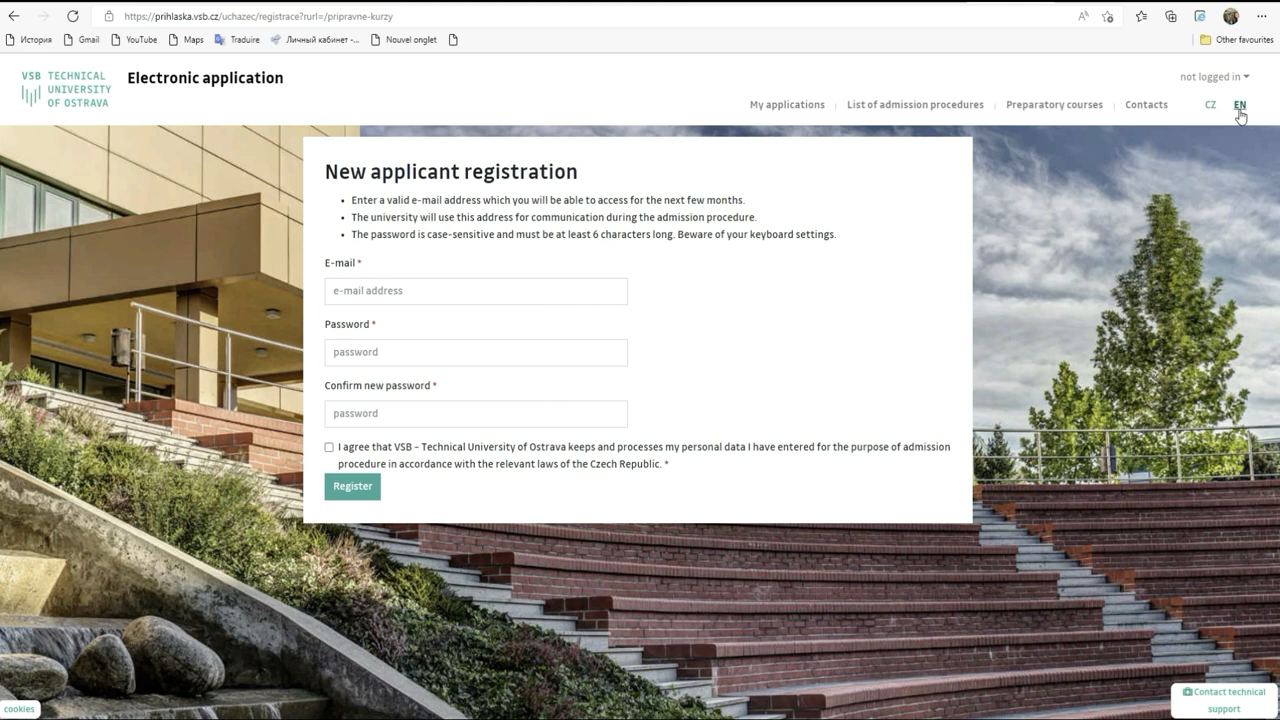 https://prihlaska.vsb.cz/uchazec/registrace?rurl=/pripravne-kurzy
История
Gmail
YouTube
Maps
Traduire
Личный кабинет -...
Nouvel onglet
Other favourites
VSB TECHNICAL
UNIVERSITY
OF OSTRAVA
Electronic application
not logged in
My applications
List of admission procedures
Preparatory courses
Contacts
CZ
EN
New applicant registration
Enter a valid e-mail address which you will be able to access for the next few months.
The university will use this address for communication during the admission procedure.
The password is case-sensitive and must be at least 6 characters long. Beware of your keyboard settings.
E-mail *
e-mail address
Password *
password
Confirm new password *
password
I agree that VSB - Technical University of Ostrava keeps and processes my personal data I have entered for the purpose of admission
procedure in accordance with the relevant laws of the Czech Republic. *
Register
cookies
Contact technical
support